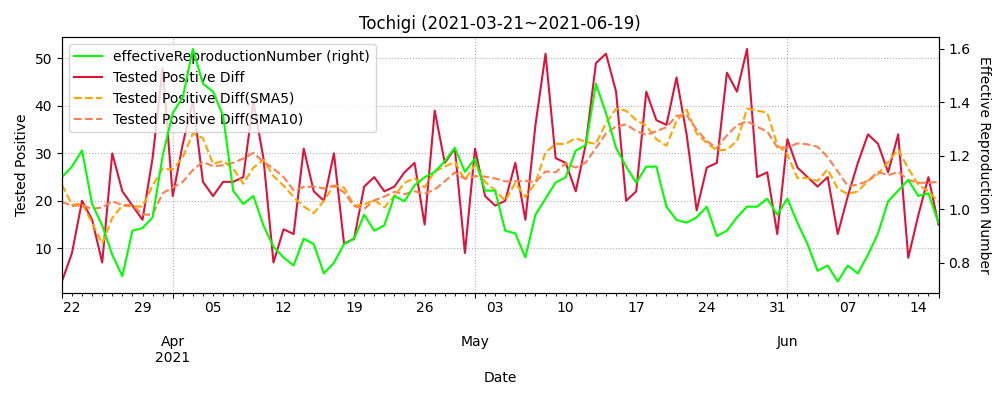 Tochigi (2021-03-21~2021-06-19)
effectiveReproductionNumber (right)
Tested Positive Diff
Tested Positive Diff(SMA5)
Tested Positive Diff(SMA10)
Tested Positive
50
40
30
20
10
1.6
1.4
1.2
1.0
0.8
Effective Reproduction Number
22 29 05 12 19 26 03 10 17 24 31 07 14
Apr May Jun
2021
Date